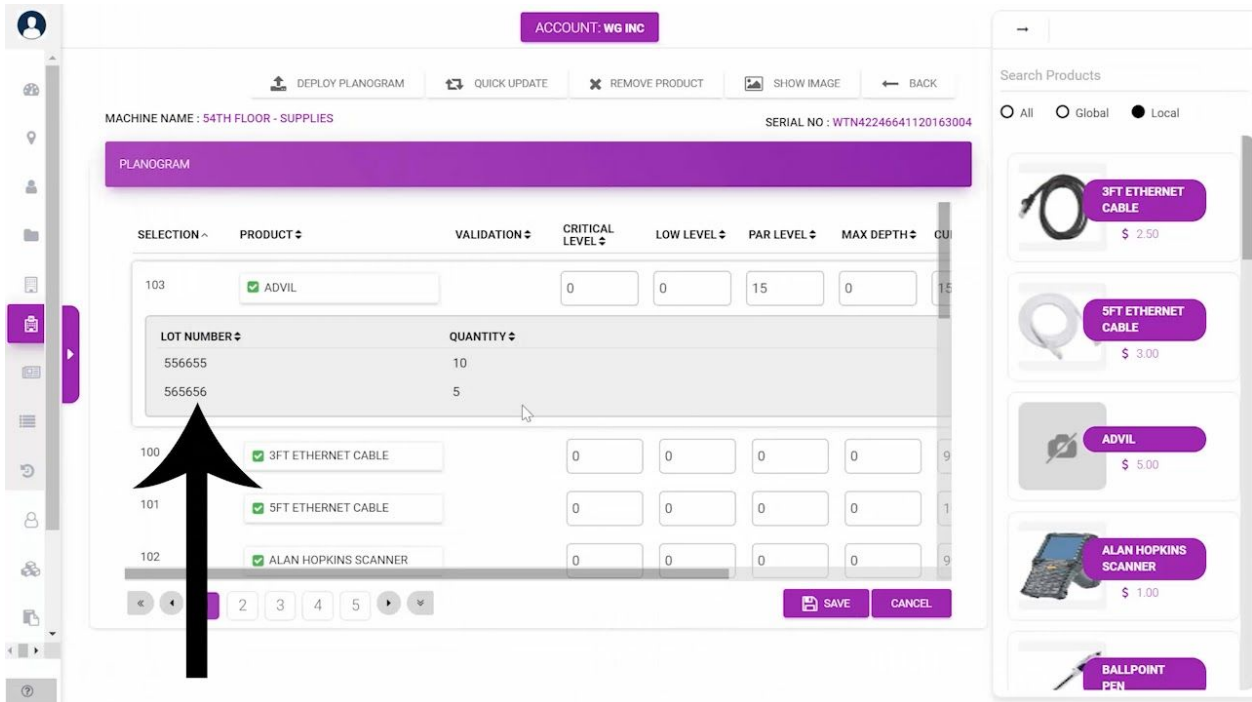 ACCOUNT: WG INC
DEPLOY PLANOGRAM QUICK UPDATE REMOVE PRODUCT SHOW IMAGE BACK
MACHINE NAME : 54TH FLOOR - SUPPLIES SERIAL NO : WTN42246641120163004
PLANOGRAM
SELECTION PRODUCT VALIDATION CRITICAL LEVEL LOW LEVEL PAR LEVEL MAX DEPTH CU
103 ADVIL 0 0 15 0 15
LOT NUMBER QUANTITY
556655 10
565656 5
100 3FT ETHERNET CABLE 0 0 0 0 9
101 5FT ETHERNET CABLE 0 0 0 0 1
102 ALAN HOPKINS SCANNER 0 0 0 0 9
2 3 4 5
SAVE CANCEL
Search Products
All Global Local
3FT ETHERNET
CABLE
$ 2.50
5FT ETHERNET
CABLE
$ 3.00
ADVIL
$ 5.00
ALAN HOPKINS
SCANNER
$ 1.00
BALLPOINT
PEN